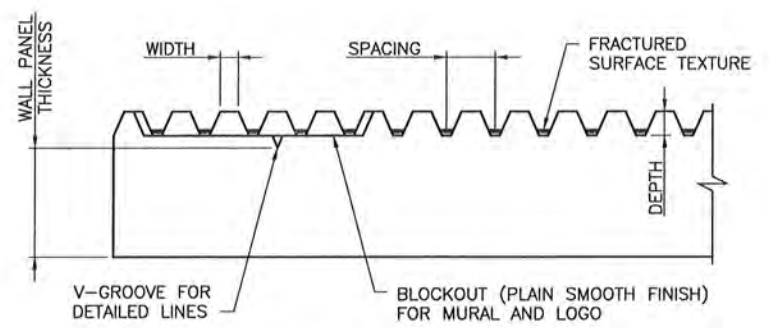 WALL PANEL
THICKNESS
WIDTH
SPACING
FRACTURED
SURFACE TEXTURE
DEPTH
V-GROOVE FOR
DETAILED LINES
BLOCKOUT (PLAIN SMOOTH FINISH)
FOR MURAL AND LOGO